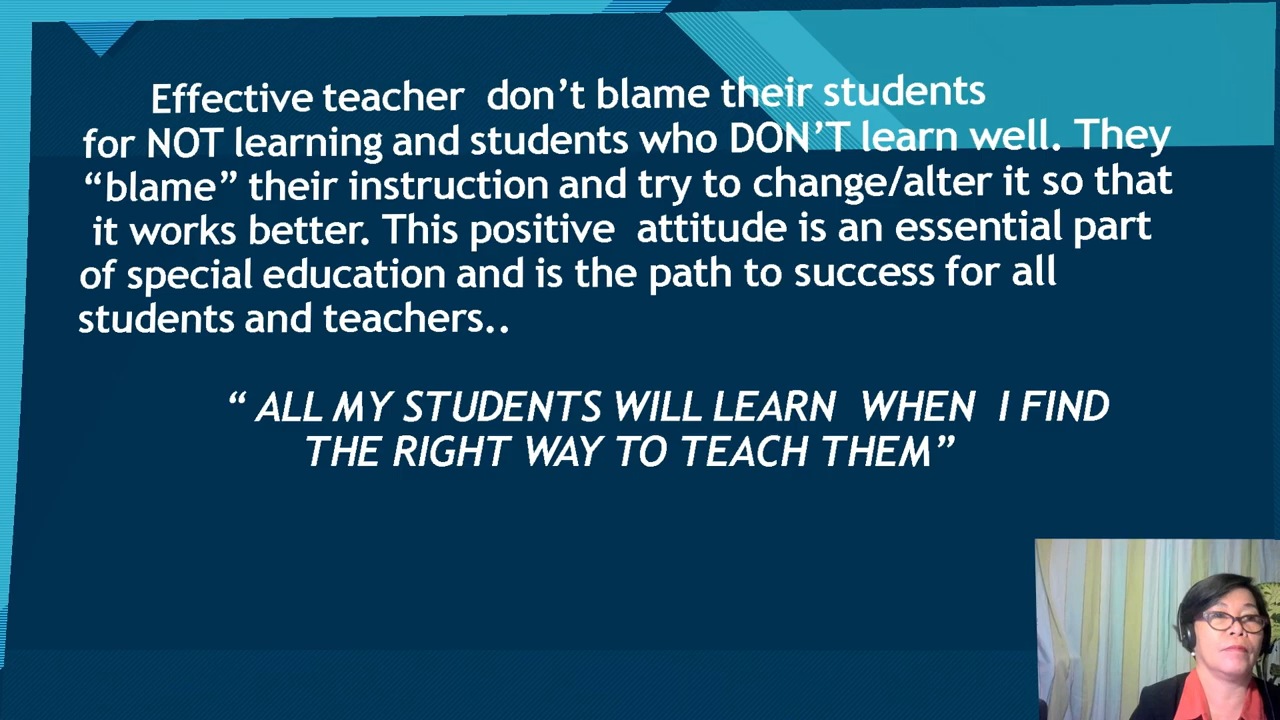 Effective teacher don’t blame their students
for NOT learning and students who DON’T learn well. They
“blame” their instruction and try to change/alter it so that
it works better. This positive attitude is an essential part
of special education and is the path to success for all
students and teachers..
“ ALL MY STUDENTS WILL LEARN WHEN I FIND
THE RIGHT WAY TO TEACH THEM”